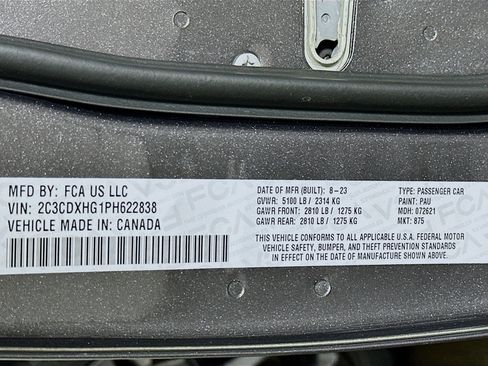 MFD BY: FCA US LLC
VIN: 2C3CDXHG1PH622838
VEHICLE MADE IN: CANADA
DATE OF MFR (BUILT): 8-23
GVWR: 5100 LB / 2314 KG
GAWR FRONT: 2810 LB / 1275 KG
GAWR REAR: 2810 LB / 1275 KG
TYPE: PASSENGER CAR
PAINT: PAU
MDH: 072621
MKT: 875
THIS VEHICLE CONFORMS TO ALL APPLICABLE U.S.A. FEDERAL MOTOR
VEHICLE SAFETY, BUMPER, AND THEFT PREVENTION STANDARDS
IN EFFECT ON THE DATE OF MANUFACTURE SHOWN ABOVE.